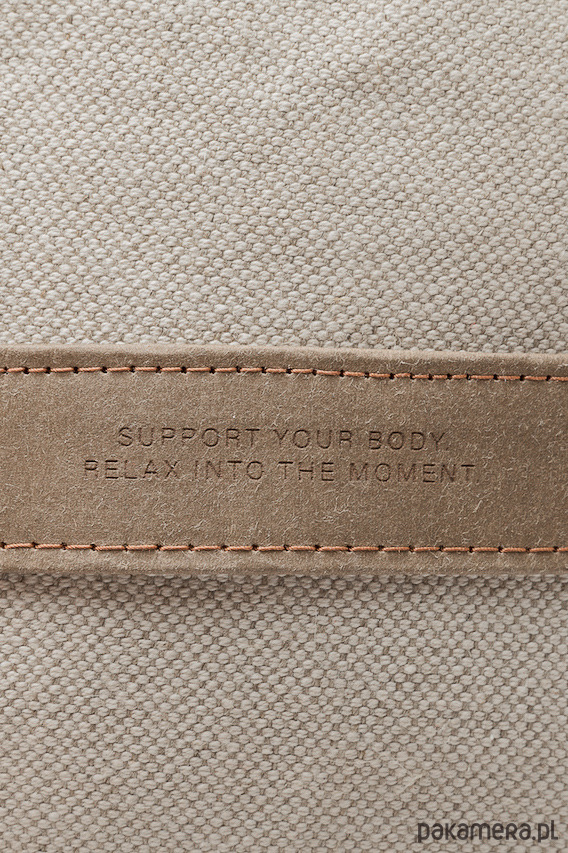 SUPPORT YOUR BODY.
RELAX INTO THE MOMENT.
pakamera.pl